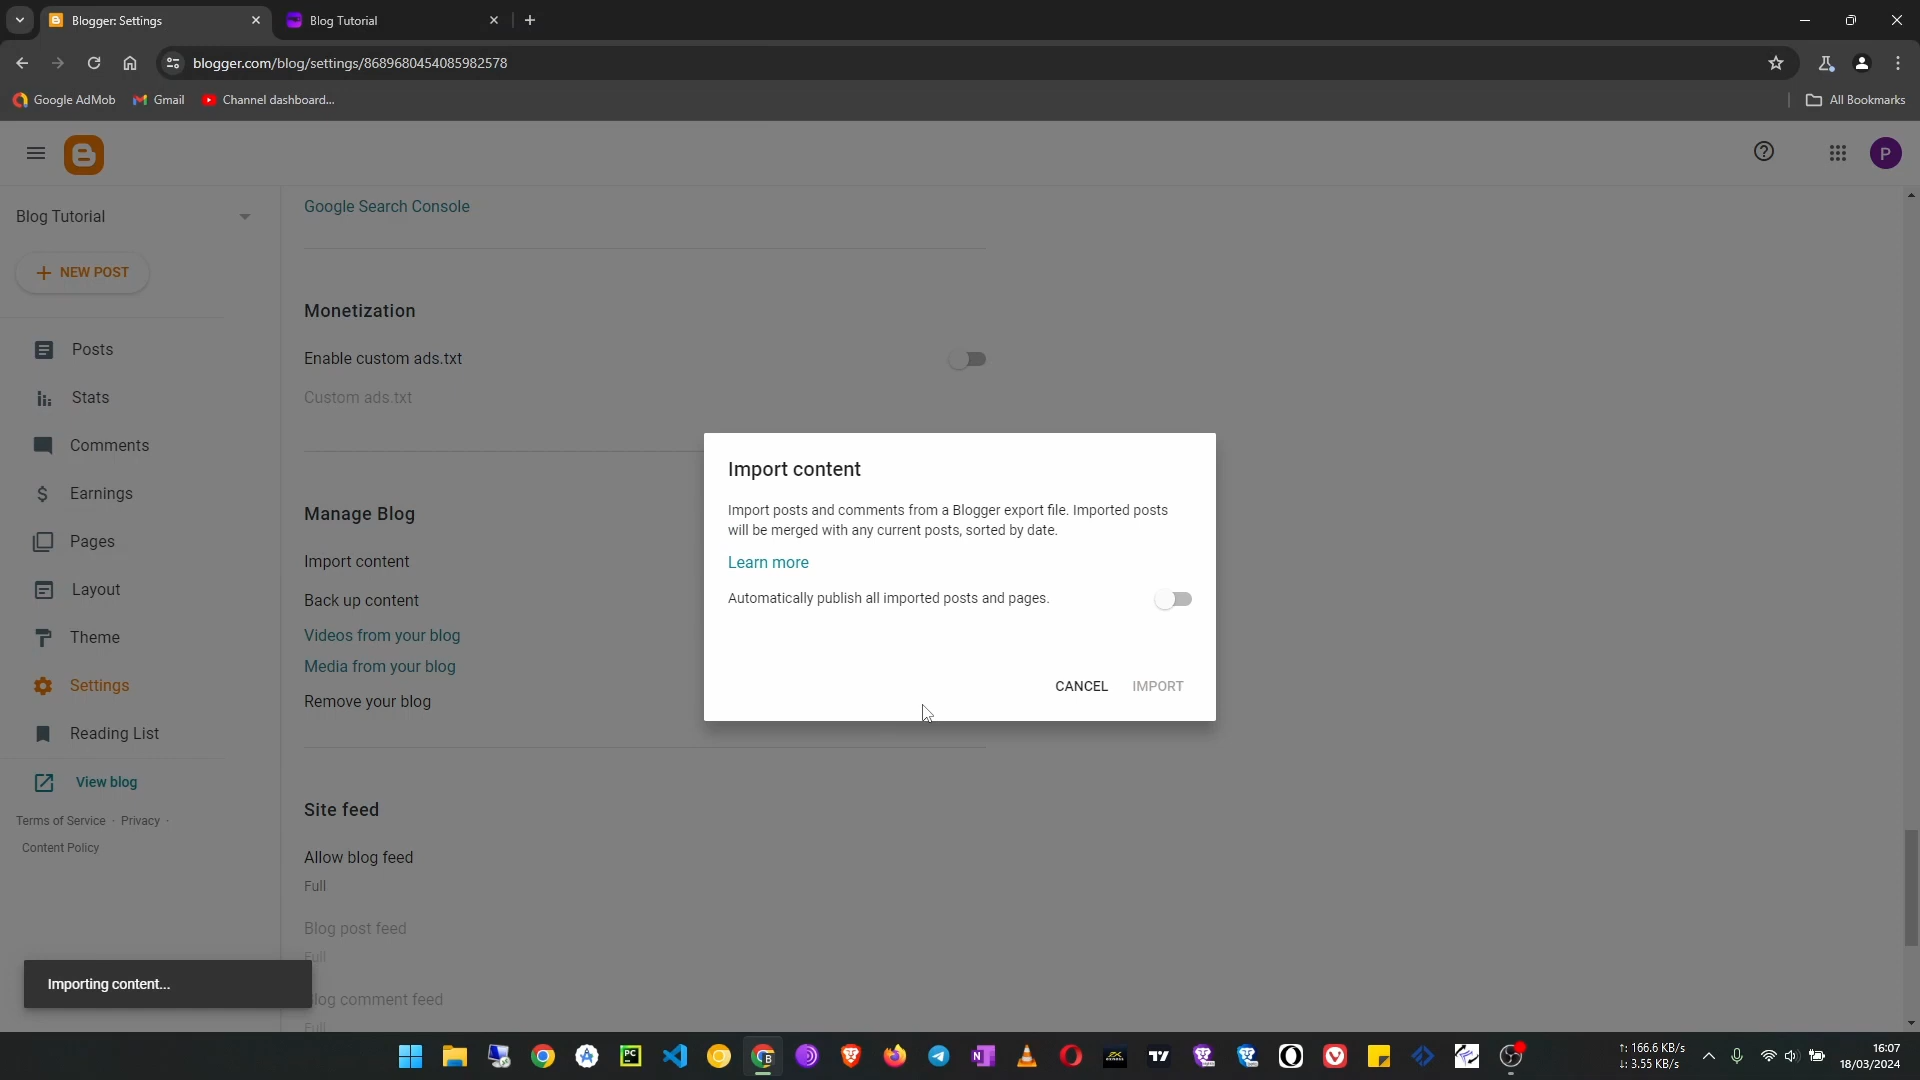 Blogger: Settings
Blog Tutorial
blogger.com/blog/settings/8689680454085982578
Google AdMob
Gmail
Channel dashboard...
All Bookmarks
P
Blog Tutorial
NEW POST
Posts
Stats
Comments
Earnings
Pages
Layout
Theme
Settings
Reading List
View blog
Terms of Service · Privacy ·
Content Policy
Google Search Console
Monetization
Enable custom ads.txt
Custom ads.txt
Manage Blog
Import content
Back up content
Videos from your blog
Media from your blog
Remove your blog
Site feed
Allow blog feed
Full
Blog post feed
Full
log comment feed
Full
Import content
Import posts and comments from a Blogger export file. Imported posts
will be merged with any current posts, sorted by date.
Learn more
Automatically publish all imported posts and pages.
CANCEL IMPORT
Importing content...
↑: 166.6 KB/s
↓: 3.55 KB/s
16:07
18/03/2024